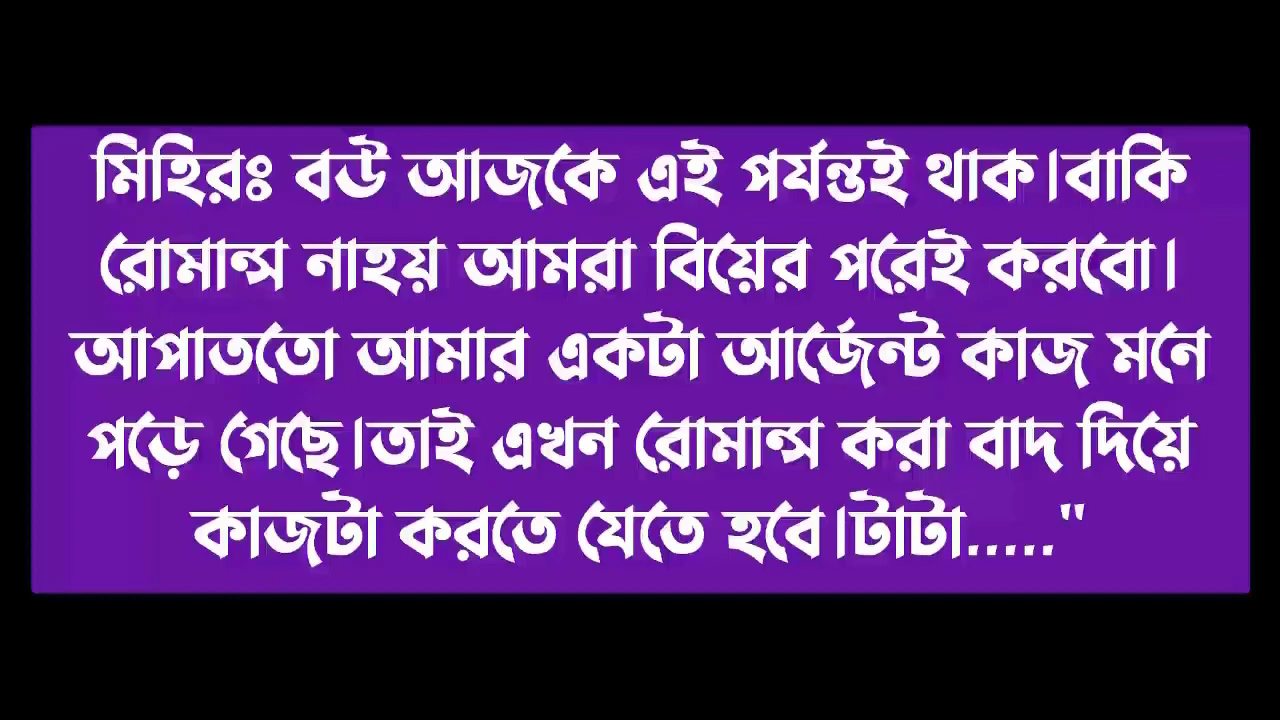 মিহিরঃ বউ আজকে এই পর্যন্তই থাক।বাকি
রোমান্স নাহয় আমরা বিয়ের পরেই করবো।
আপাততো আমার একটা আর্জেন্ট কাজ মনে
পড়ে গেছে।তাই এখন রোমান্স করা বাদ দিয়ে
কাজটা করতে যেতে হবে।টাটা....."